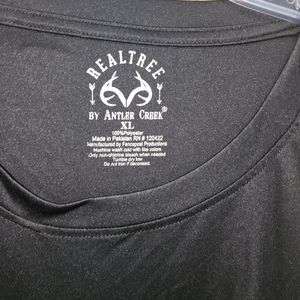 REALTREE
BY ANTLER CREEK®
XL
100%Polyester
Made in Pakistan RN # 120422
Manufactured by Fancopost Productions
Machine wash cold with like colors
Only non-chlorine bleach when needed
Tumble dry low
Do not iron if decorated.